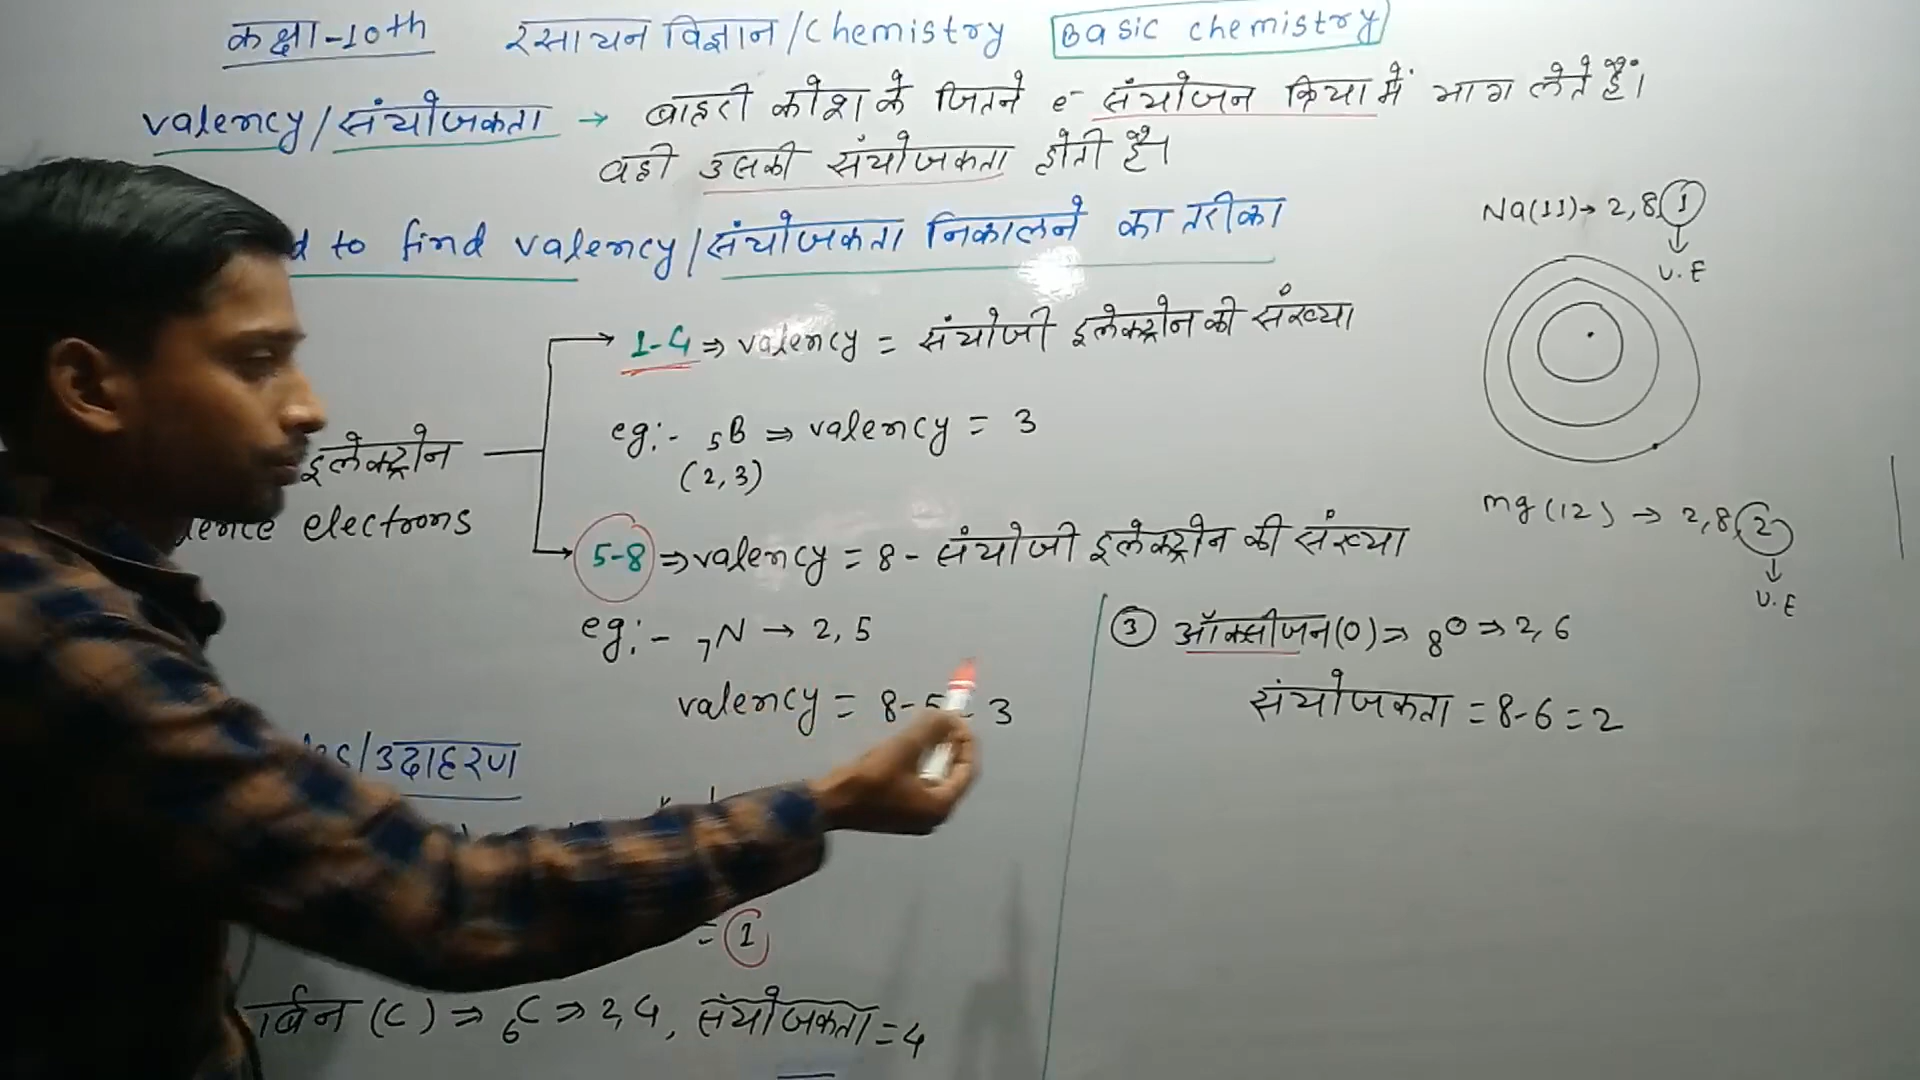 कक्षा-10th रसायन विज्ञान/Chemistry Basic chemistry
valency/संयोजकता → बाहरी कोश के जितने e- संयोजन क्रिया में भाग लेते हैं।
वही उसकी संयोजकता होती है।
to find valency/संयोजकता निकालने का तरीका
1-4 ⇒ valency = संयोजी इलेक्ट्रोन की संख्या
eg:- 5B ⇒ valency = 3
(2,3)
इलेक्ट्रोन
electrons
5-8 ⇒ valency = 8 - संयोजी इलेक्ट्रोन की संख्या
eg:- 7N → 2, 5
valency = 8-5= 3
/उदाहरण
= 1
(C) ⇒ 6C ⇒ 2,4, संयोजकता = 4
Na(11)→ 2, 8, 1
↓
V.E
mg(12) → 2,8,2
↓
V.E
3 ऑक्सीजन(O)⇒ 8O ⇒ 2,6
संयोजकता = 8-6 = 2